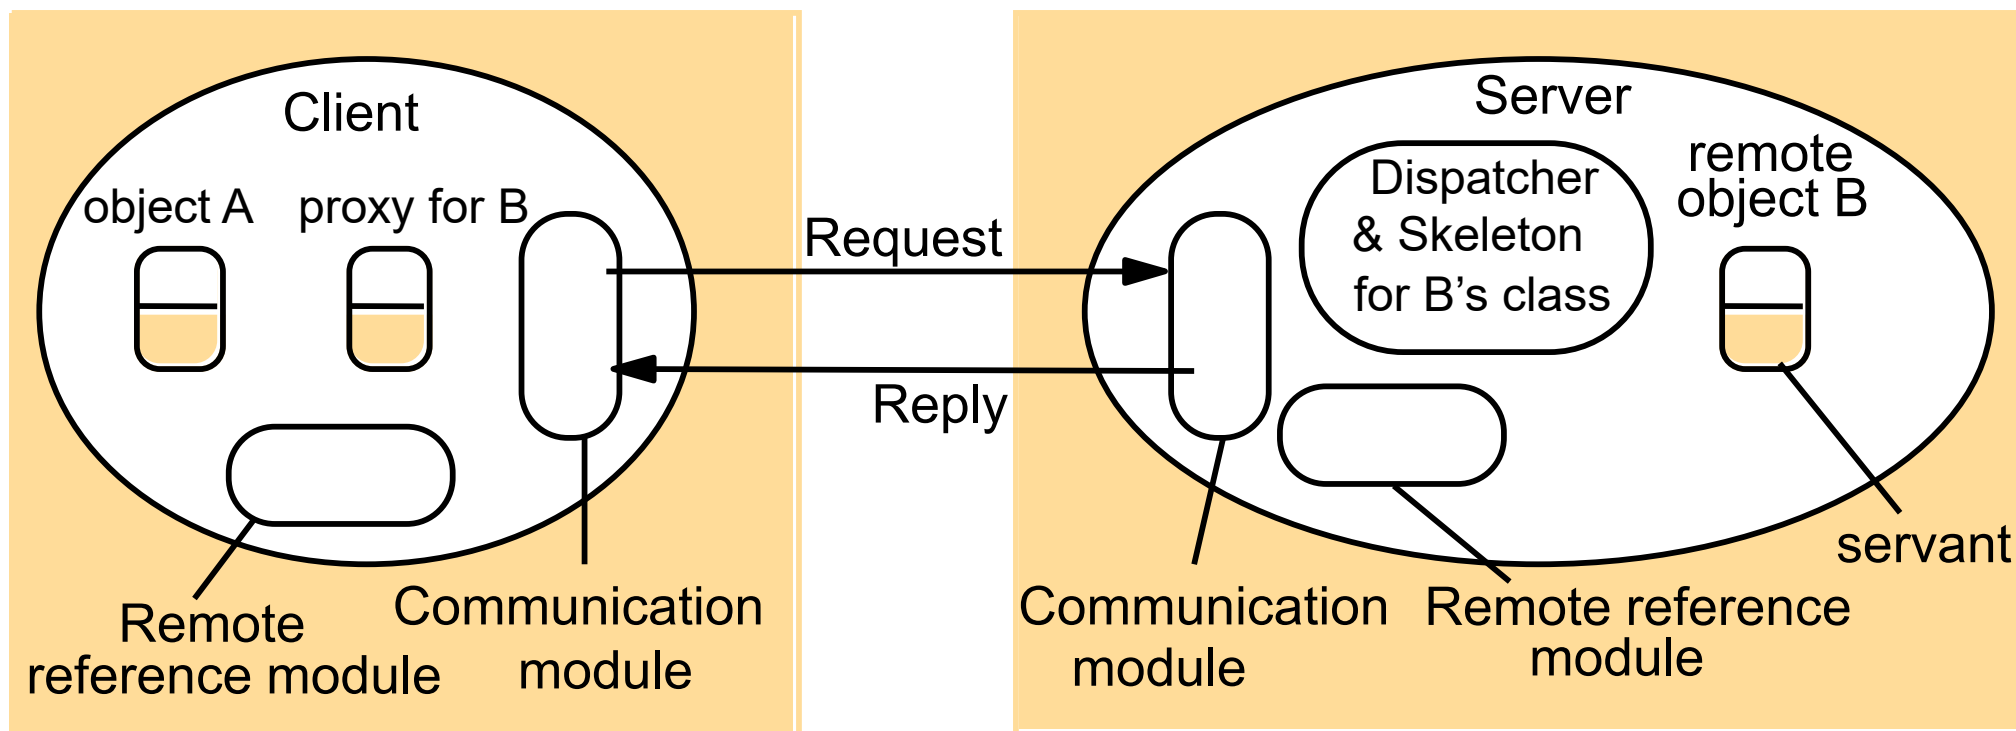 Client
object A
proxy for B
Remote
reference module
Communication
module
Request
Reply
Server
Dispatcher
& Skeleton
for B’s class
remote
object B
servant
Communication
module
Remote reference
module